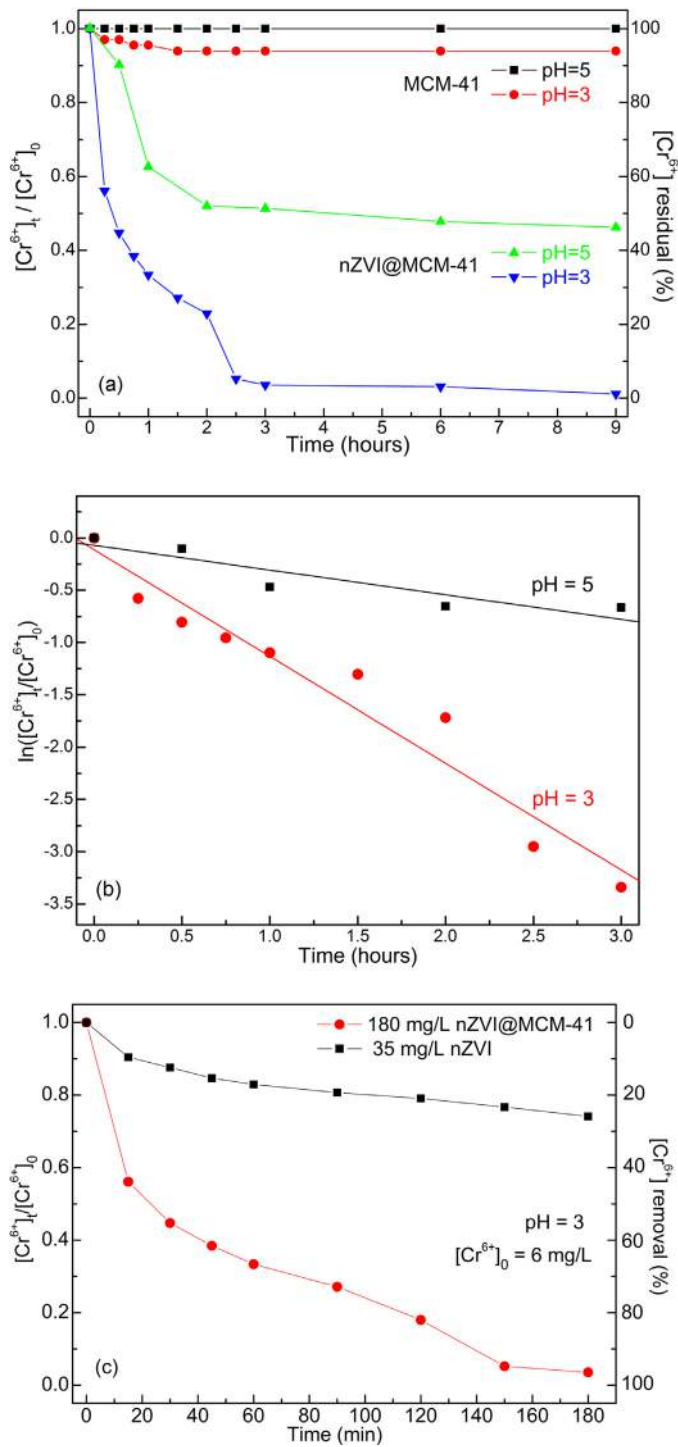 1.0
0.8
0.6
0.4
0.2
0.0
[Cr⁶⁺]ₜ / [Cr⁶⁺]₀
100
80
60
40
20
0
[Cr⁶⁺] residual (%)
MCM-41
pH=5
pH=3
nZVI@MCM-41
pH=5
pH=3
(a)
0 1 2 3 4 5 6 7 8 9
Time (hours)
0.0
-0.5
-1.0
-1.5
-2.0
-2.5
-3.0
-3.5
ln([Cr⁶⁺]ₜ/[Cr⁶⁺]₀)
pH = 5
pH = 3
(b)
0.0 0.5 1.0 1.5 2.0 2.5 3.0
Time (hours)
1.0
0.8
0.6
0.4
0.2
0.0
[Cr⁶⁺]ₜ/[Cr⁶⁺]₀
0
20
40
60
80
100
[Cr⁶⁺] removal (%)
180 mg/L nZVI@MCM-41
35 mg/L nZVI
pH = 3
[Cr⁶⁺]₀ = 6 mg/L
(c)
0 20 40 60 80 100 120 140 160 180
Time (min)